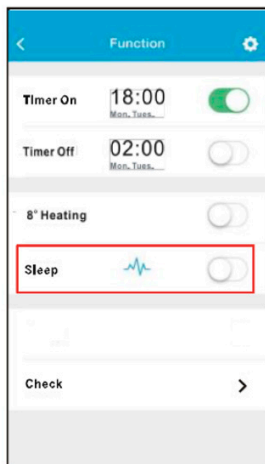 Function
Timer On 18:00
Mon. Tues.
Timer Off 02:00
Mon. Tues.
8° Heating
Sleep
Check